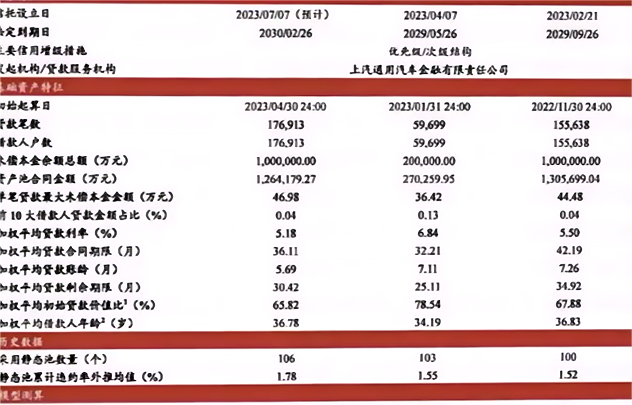 信托设立日 2023/07/07（预计） 2023/04/07 2023/02/21
法定到期日 2030/02/26 2029/05/26 2029/09/26
主要信用增级措施 优先级/次级结构
发起机构/贷款服务机构 上汽通用汽车金融有限责任公司
基础资产特征
初始起算日 2023/04/30 24:00 2023/01/31 24:00 2022/11/30 24:00
贷款笔数 176,913 59,699 155,638
借款人户数 176,913 59,699 155,638
未偿本金余额总额（万元） 1,000,000.00 200,000.00 1,000,000.00
资产池合同金额（万元） 1,264,179.27 270,259.95 1,305,699.04
单笔贷款最大未偿本金金额（万元） 46.98 36.42 44.48
前10大借款人贷款金额占比（%） 0.04 0.13 0.04
加权平均贷款利率（%） 5.18 6.84 5.50
加权平均贷款合同期限（月） 36.11 32.21 42.19
加权平均贷款账龄（月） 5.69 7.11 7.26
加权平均贷款剩余期限（月） 30.42 25.11 34.92
加权平均初始贷款价值比¹（%） 65.82 78.54 67.88
加权平均借款人年龄²（岁） 36.78 34.19 36.83
历史数据
采用静态池数量（个） 106 103 100
静态池累计违约率外推均值（%） 1.78 1.55 1.52
模型测算